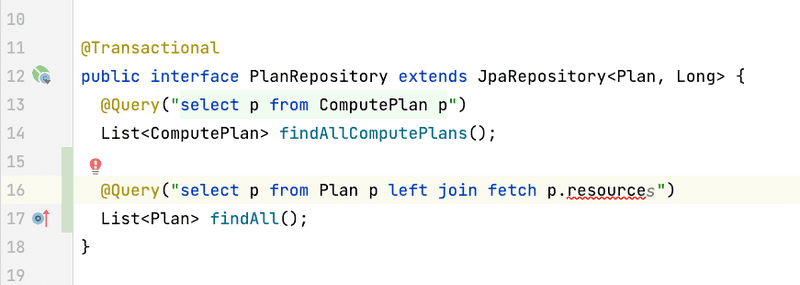 10
11 @Transactional
12 public interface PlanRepository extends JpaRepository<Plan, Long> {
13 @Query("select p from ComputePlan p")
14 List<ComputePlan> findAllComputePlans();
15
16 @Query("select p from Plan p left join fetch p.resources")
17 List<Plan> findAll();
18 }
19